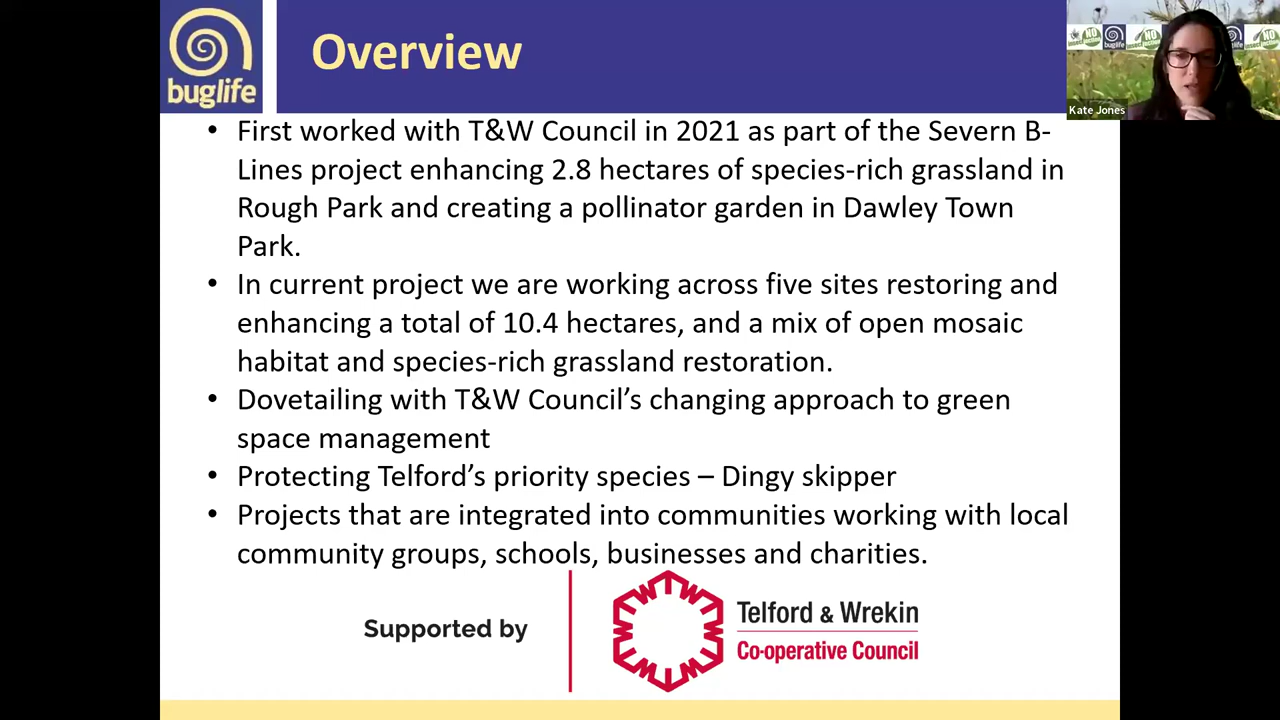 buglife
Overview
NO
buglife
NO
NO
Kate Jones
• First worked with T&W Council in 2021 as part of the Severn B-
Lines project enhancing 2.8 hectares of species-rich grassland in
Rough Park and creating a pollinator garden in Dawley Town
Park.
• In current project we are working across five sites restoring and
enhancing a total of 10.4 hectares, and a mix of open mosaic
habitat and species-rich grassland restoration.
• Dovetailing with T&W Council’s changing approach to green
space management
• Protecting Telford’s priority species – Dingy skipper
• Projects that are integrated into communities working with local
community groups, schools, businesses and charities.
Supported by
Telford & Wrekin
Co-operative Council